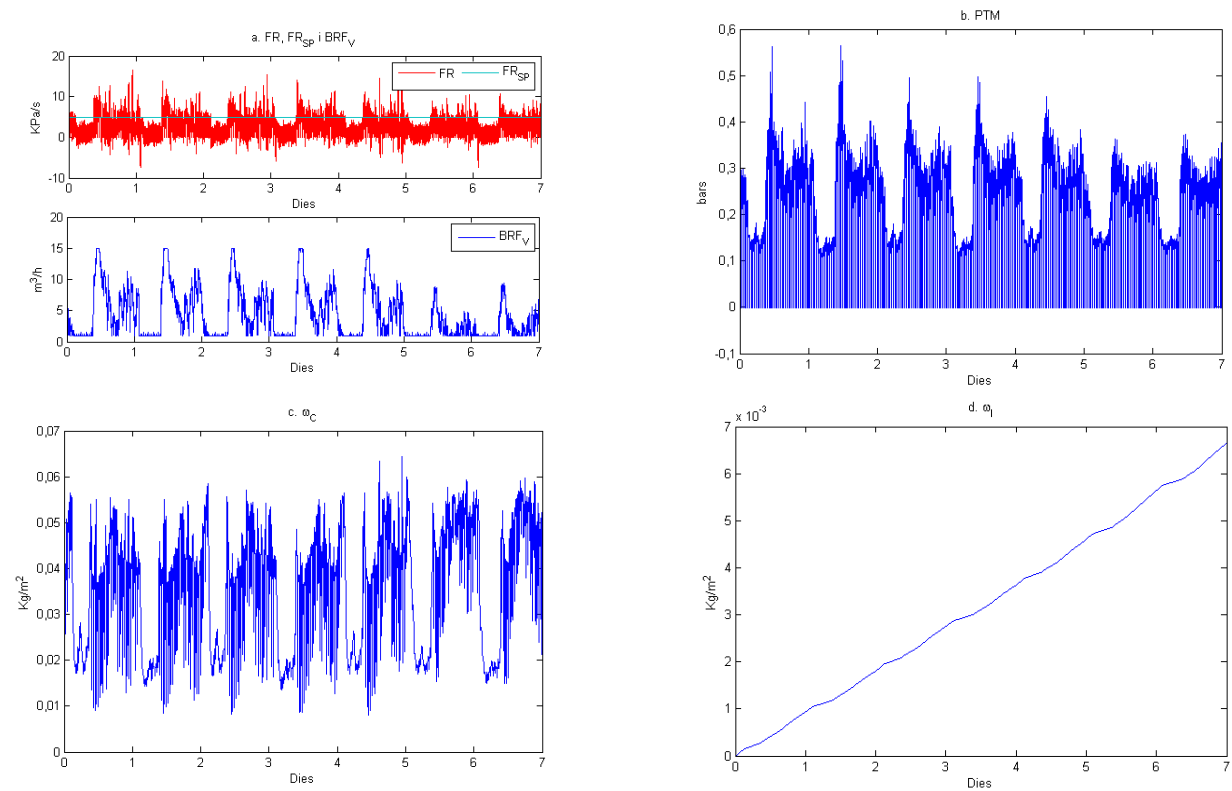 a. FR, FR_SP i BRF_V
20
10
0
-10
KPa/s
FR
FR_SP
0 1 2 3 4 5 6 7
Dies
20
15
10
5
0
m³/h
BRF_V
0 1 2 3 4 5 6 7
Dies
b. PTM
0,6
0,5
0,4
0,3
0,2
0,1
0
-0,1
bars
0 1 2 3 4 5 6 7
Dies
c. ω_C
0,07
0,06
0,05
0,04
0,03
0,02
0,01
0
Kg/m²
0 1 2 3 4 5 6 7
Dies
d. ω_I
x 10⁻³
7
6
5
4
3
2
1
0
Kg/m²
0 1 2 3 4 5 6 7
Dies